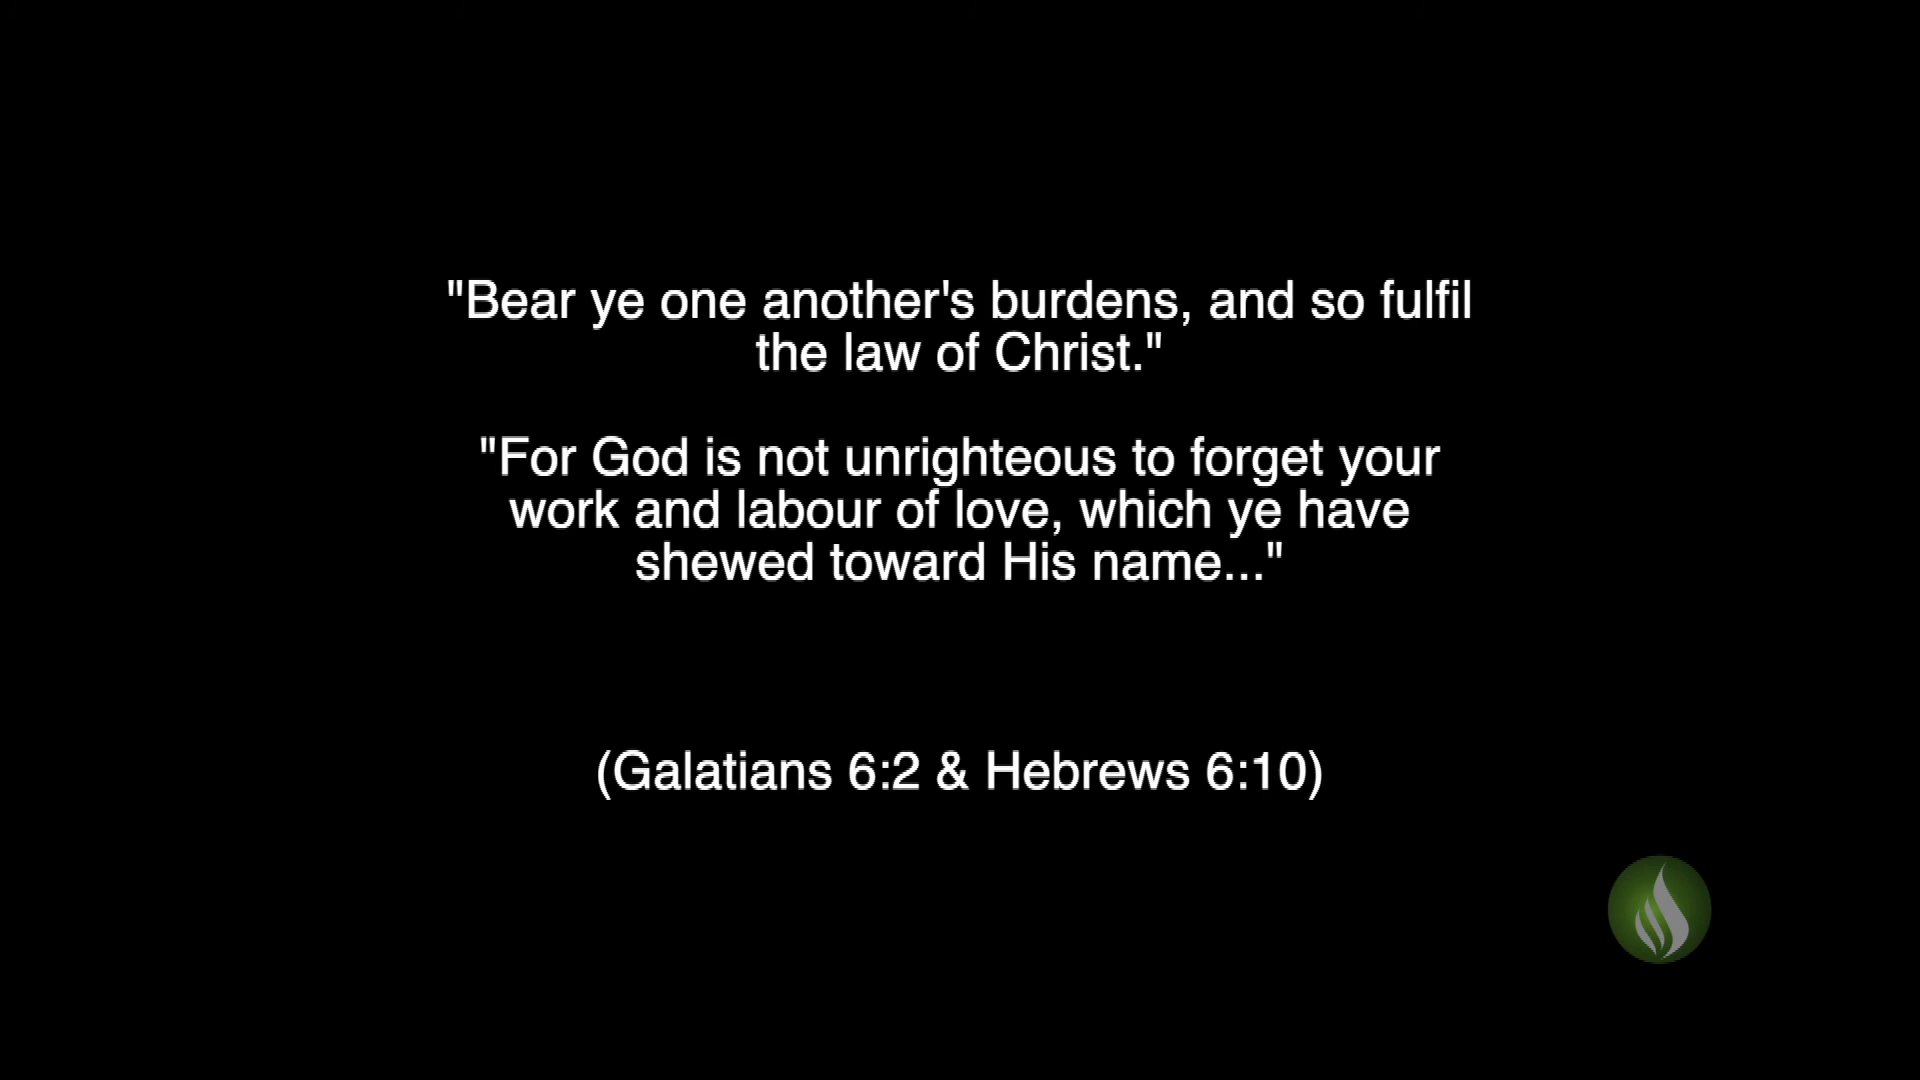 "Bear ye one another's burdens, and so fulfil
the law of Christ."
"For God is not unrighteous to forget your
work and labour of love, which ye have
shewed toward His name..."
(Galatians 6:2 & Hebrews 6:10)